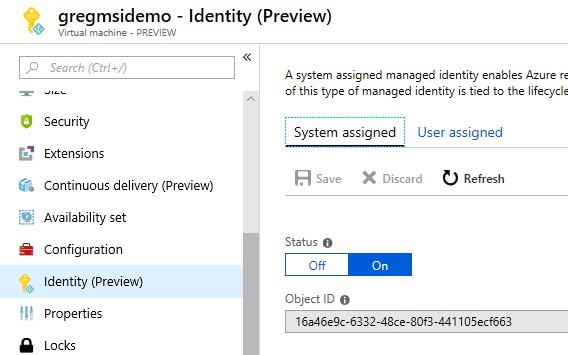 gregmsidemo - Identity (Preview)
Virtual machine - PREVIEW
Search (Ctrl+/)
Size
Security
Extensions
Continuous delivery (Preview)
Availability set
Configuration
Identity (Preview)
Properties
Locks
A system assigned managed identity enables Azure re
of this type of managed identity is tied to the lifecycle
System assigned
User assigned
Save
Discard
Refresh
Status
Off
On
Object ID
16a46e9c-6332-48ce-80f3-441105ecf663